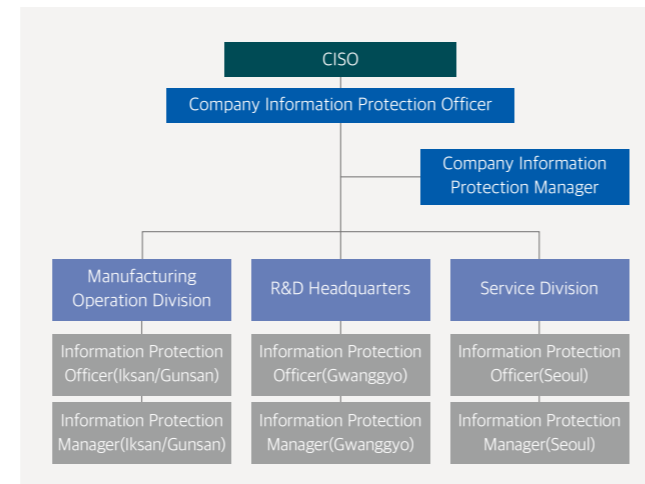 CISO
Company Information Protection Officer
Company Information
Protection Manager
Manufacturing
Operation Division
R&D Headquarters
Service Division
Information Protection
Officer(Iksan/Gunsan)
Information Protection
Officer(Gwanggyo)
Information Protection
Officer(Seoul)
Information Protection
Manager(Iksan/Gunsan)
Information Protection
Manager(Gwanggyo)
Information Protection
Manager(Seoul)